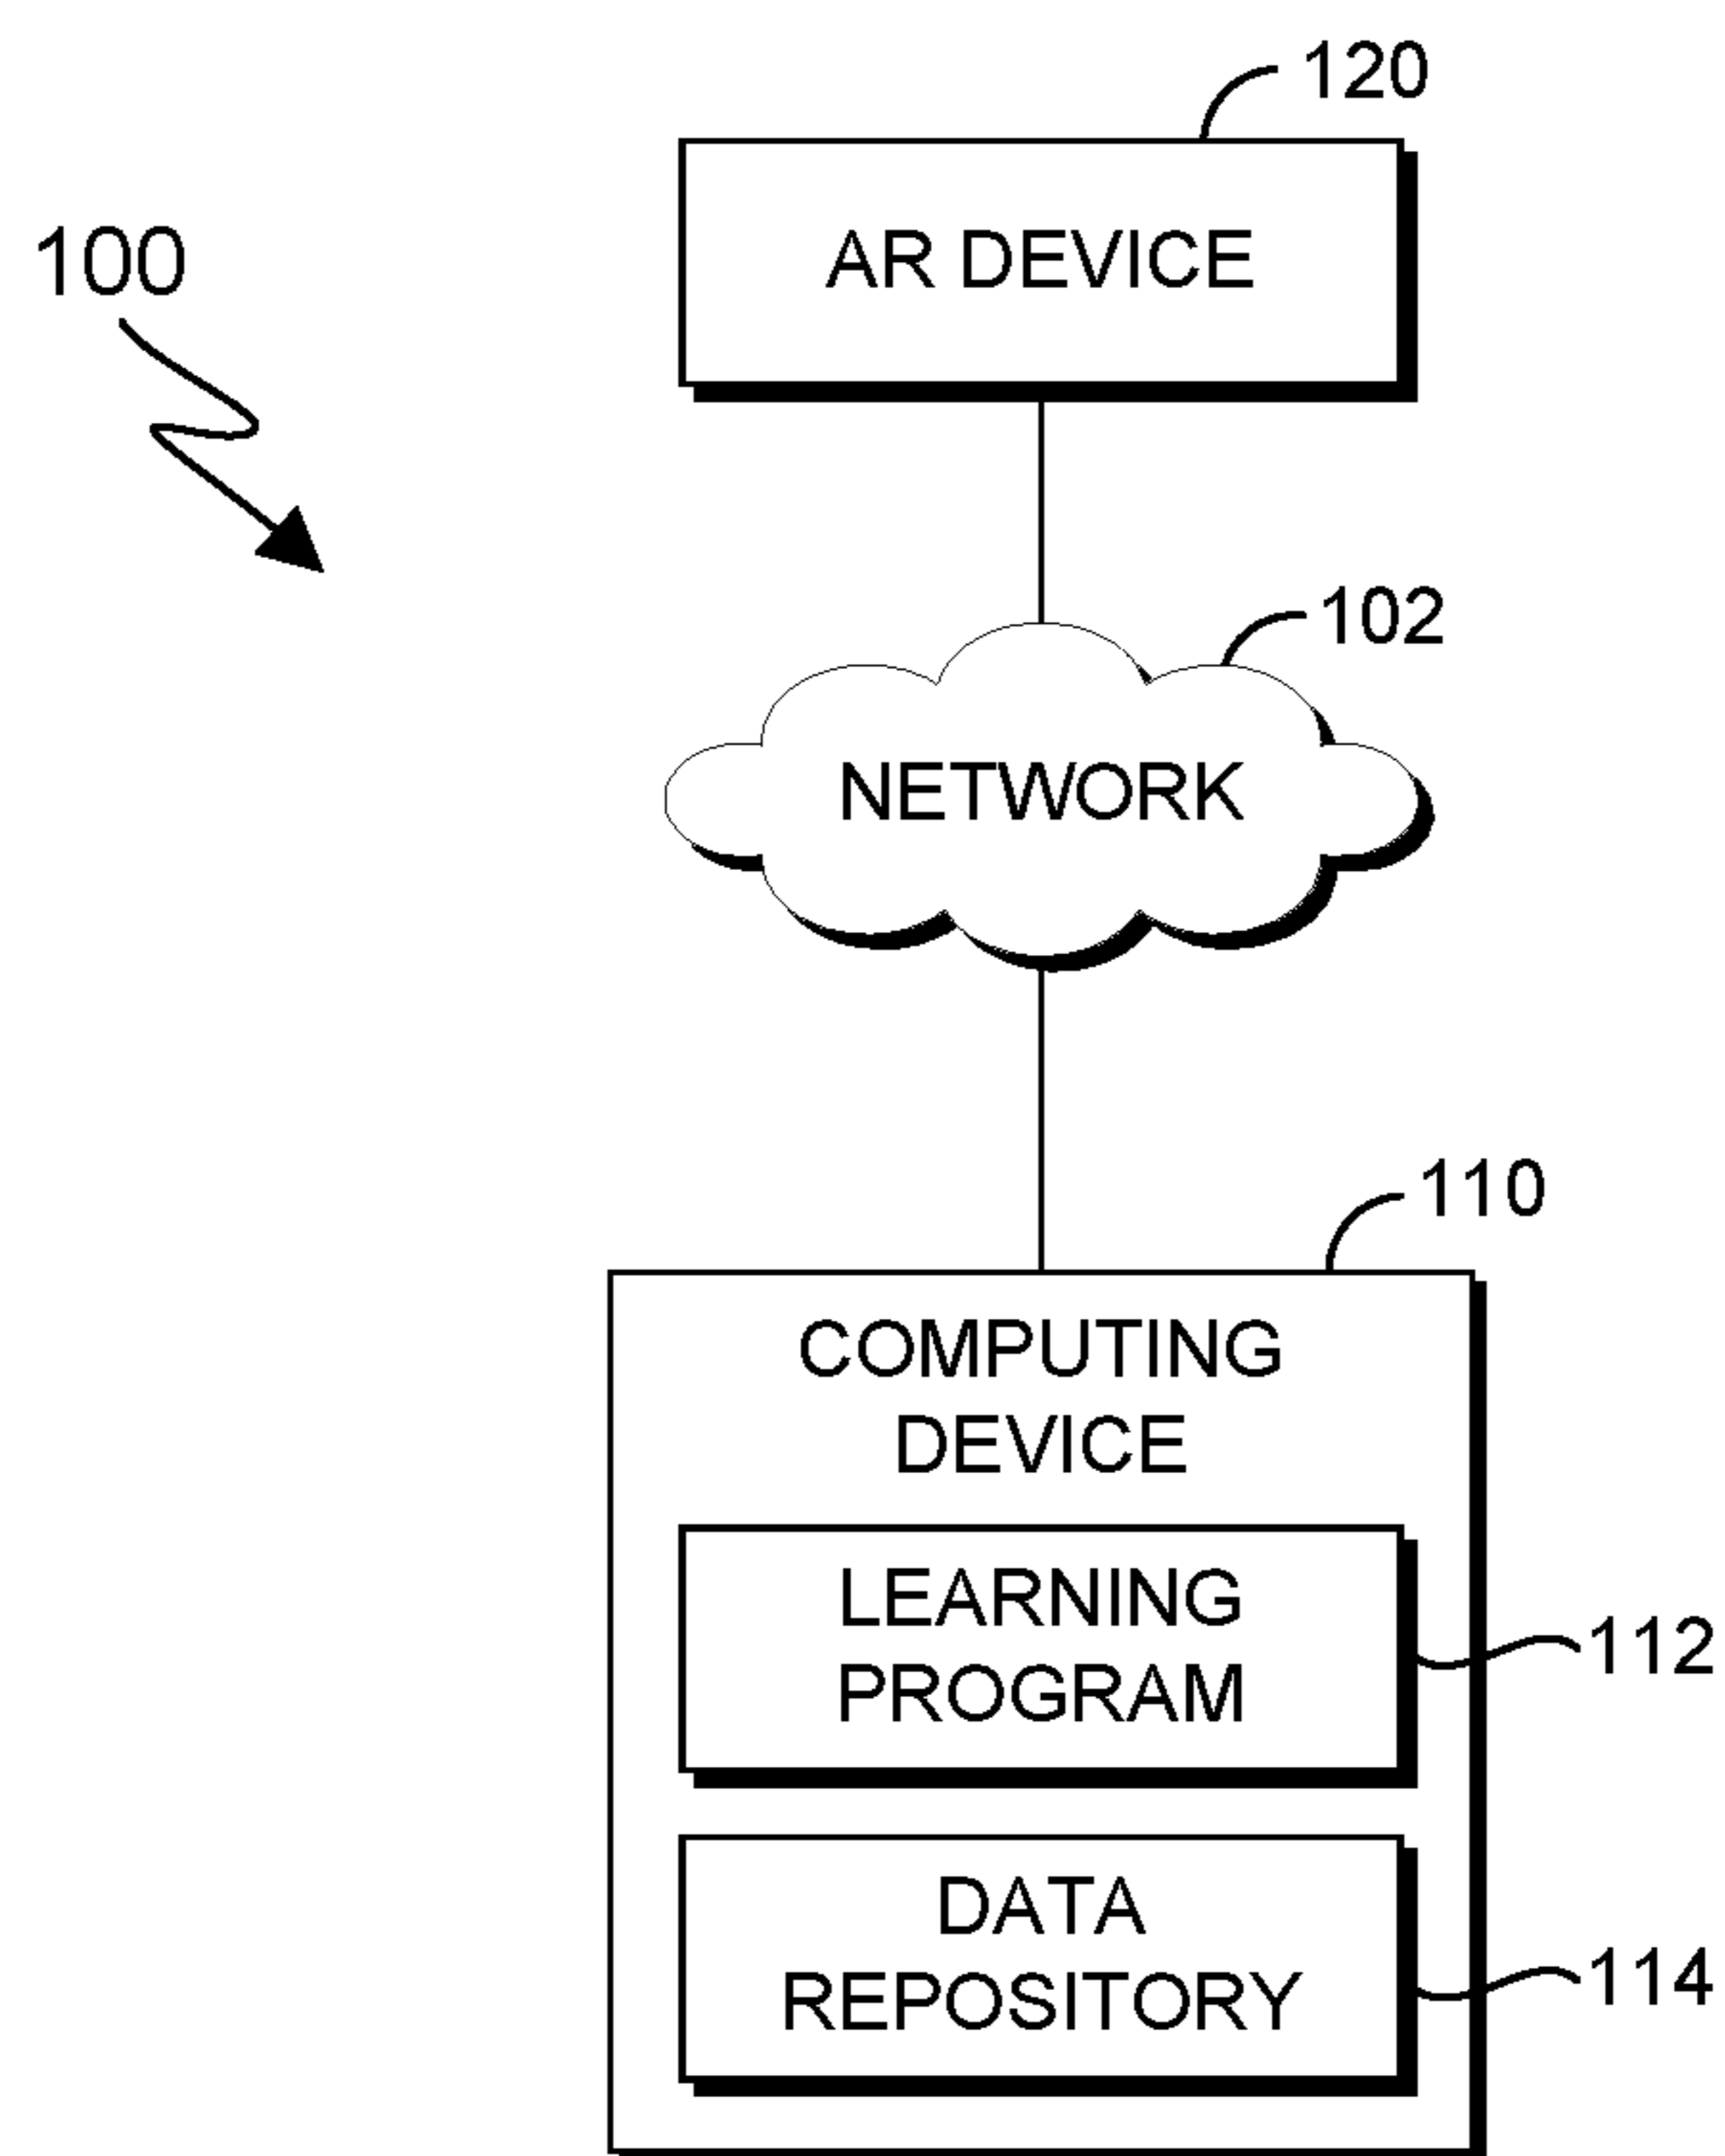 120
AR DEVICE
100
102
NETWORK
110
COMPUTING
DEVICE
LEARNING
PROGRAM
112
DATA
REPOSITORY
114